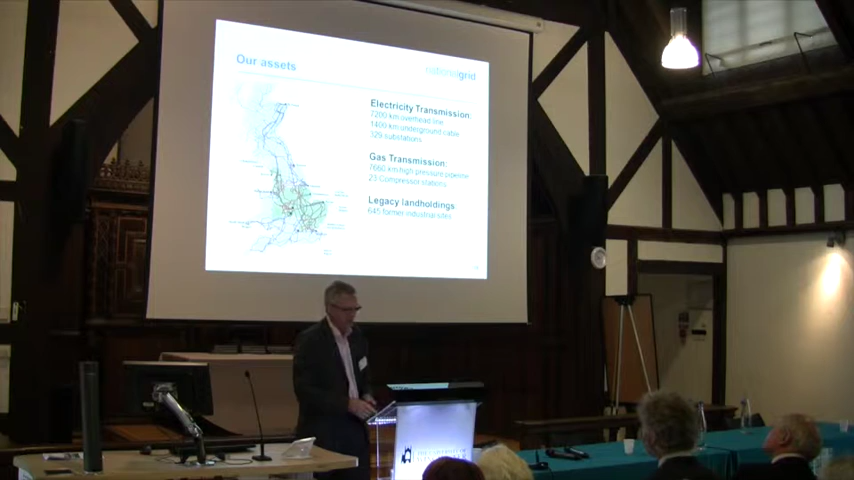 Our assets
nationalgrid
Electricity Transmission:
7200 km overhead line
1400 km underground cable
329 substations
Gas Transmission:
7660 km high pressure pipeline
23 Compressor stations
Legacy landholdings
645 former industrial sites